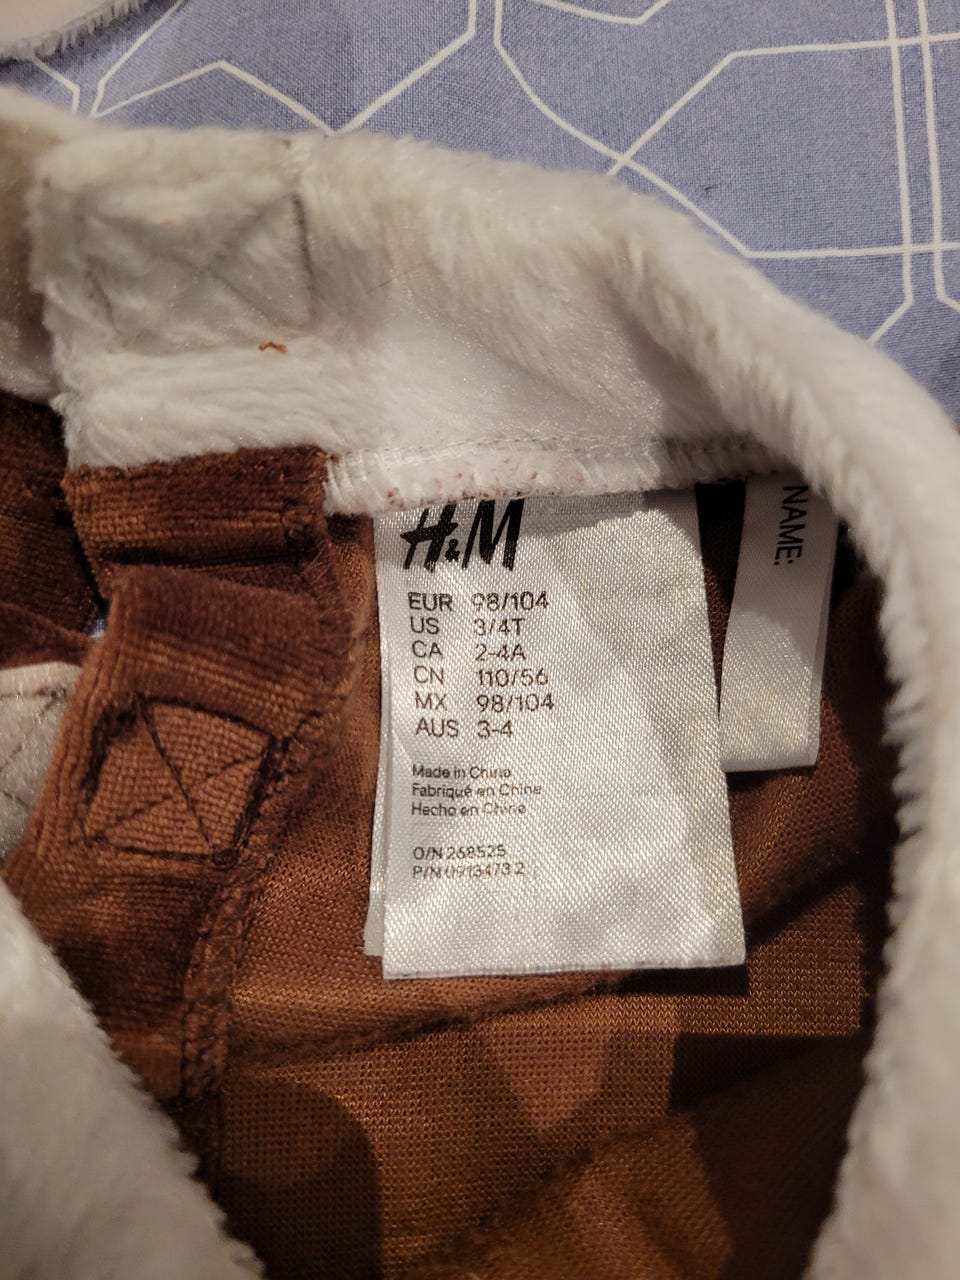 H&M
EUR 98/104
US 3/4T
CA 2-4A
CN 110/56
MX 98/104
AUS 3-4
Made in China
Fabriqué en Chine
Hecho en China
O/N 268525
P/N
NAME: